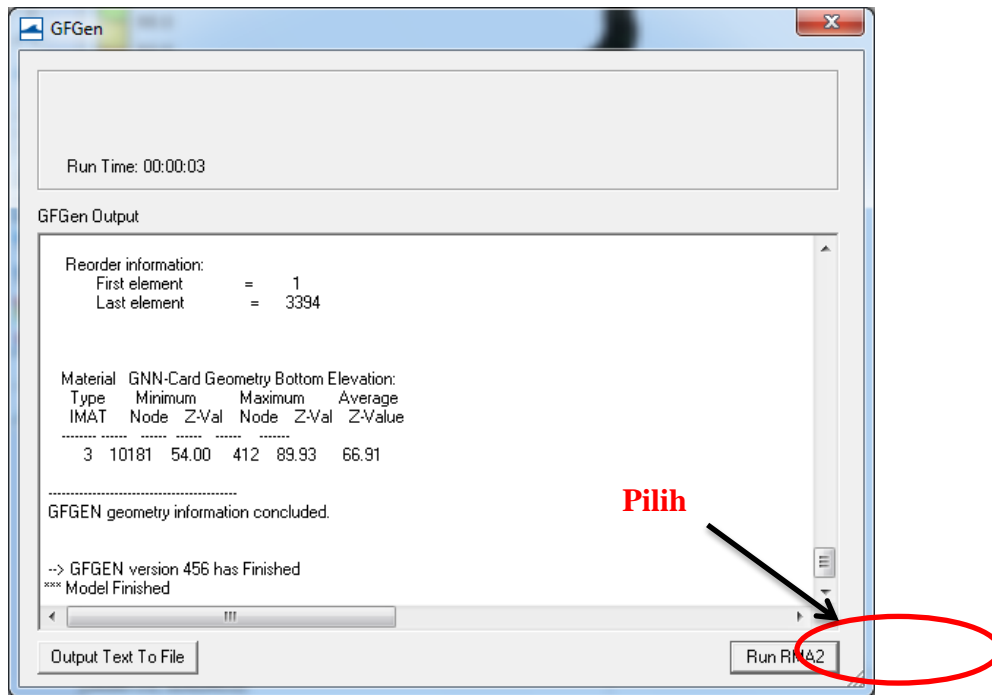 GFGen
Run Time: 00:00:03
GFGen Output
Reorder information:
First element = 1
Last element = 3394
Material GNN-Card Geometry Bottom Elevation:
Type Minimum Maximum Average
IMAT Node Z-Val Node Z-Val Z-Value
-------- ------ ------ ------ ------ -------
3 10181 54.00 412 89.93 66.91
-----------------------------------------
GFGEN geometry information concluded.
Pilih
--> GFGEN version 456 has Finished
*** Model Finished
Output Text To File
Run RMA2